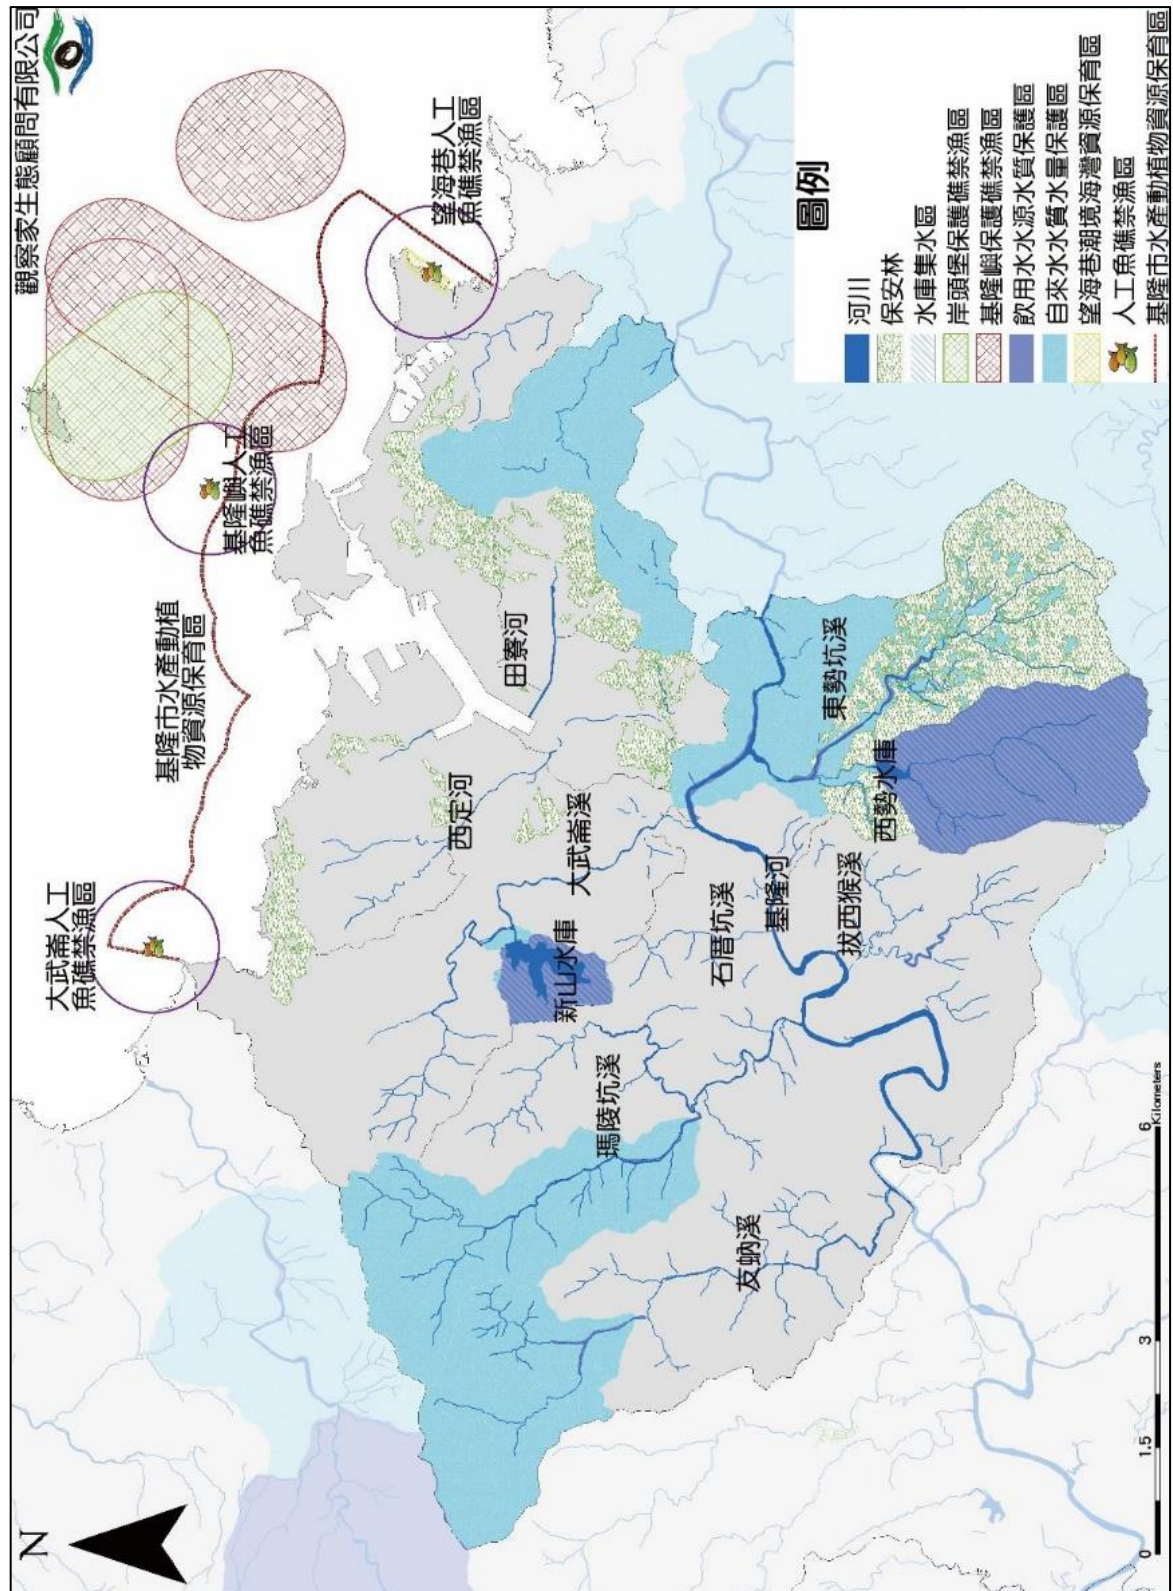 N
觀察家生態顧問有限公司
大武崙人工
魚礁禁漁區
基隆市水產動植
物資源保育區
基隆嶼人工
魚礁禁漁區
望海巷人工
魚礁禁漁區
西定河
田寮河
新山水庫
大武崙溪
瑪陵坑溪
石厝坑溪
基隆河
友蚋溪
拔西猴溪
西勢水庫
東勢坑溪
0
1.5
3
6
Kilometers
圖例
河川
保安林
水庫集水區
岸頭堡保護礁禁漁區
基隆嶼保護礁禁漁區
飲用水水源水質保護區
自來水水質水量保護區
望海巷潮境海灣資源保育區
人工魚礁禁漁區
基隆市水產動植物資源保育區